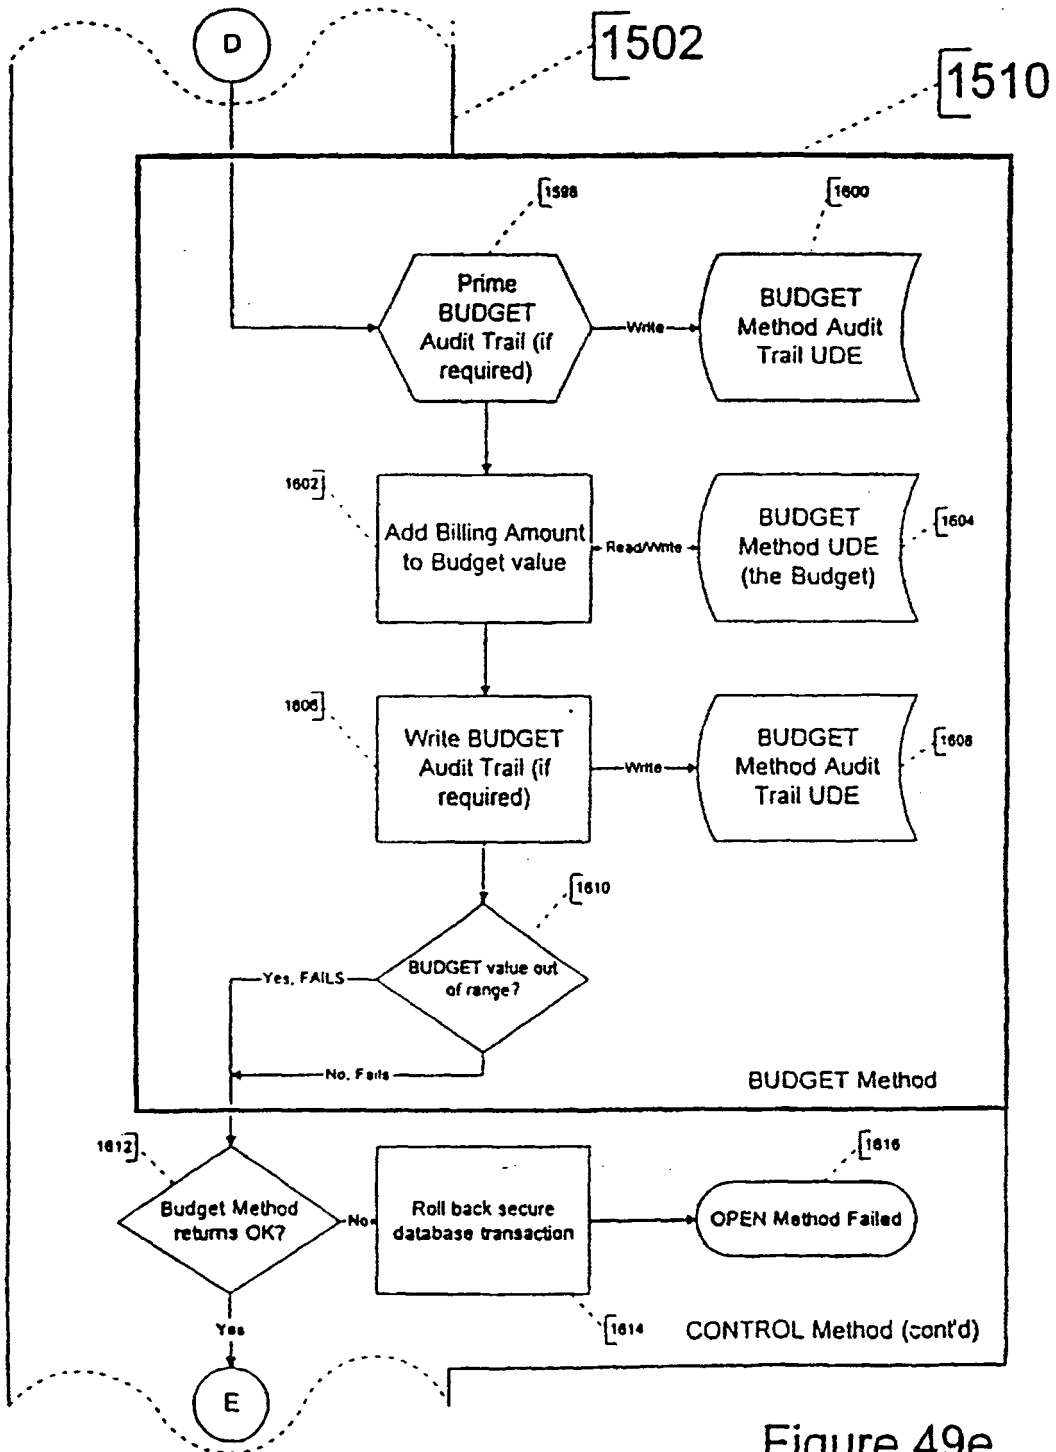 D
1502
1510
1598
1600
Prime
BUDGET
Audit Trail (if
required)
Write
BUDGET
Method Audit
Trail UDE
1602
Add Billing Amount
to Budget value
Read/Write
BUDGET
Method UDE
(the Budget)
1604
1606
Write BUDGET
Audit Trail (if
required)
Write
BUDGET
Method Audit
Trail UDE
1608
1610
BUDGET value out
of range?
Yes, FAILS
No, Fails
BUDGET Method
1612
Budget Method
returns OK?
No
Roll back secure
database transaction
1616
OPEN Method Failed
Yes
1614
CONTROL Method (cont'd)
E
Figure 49e